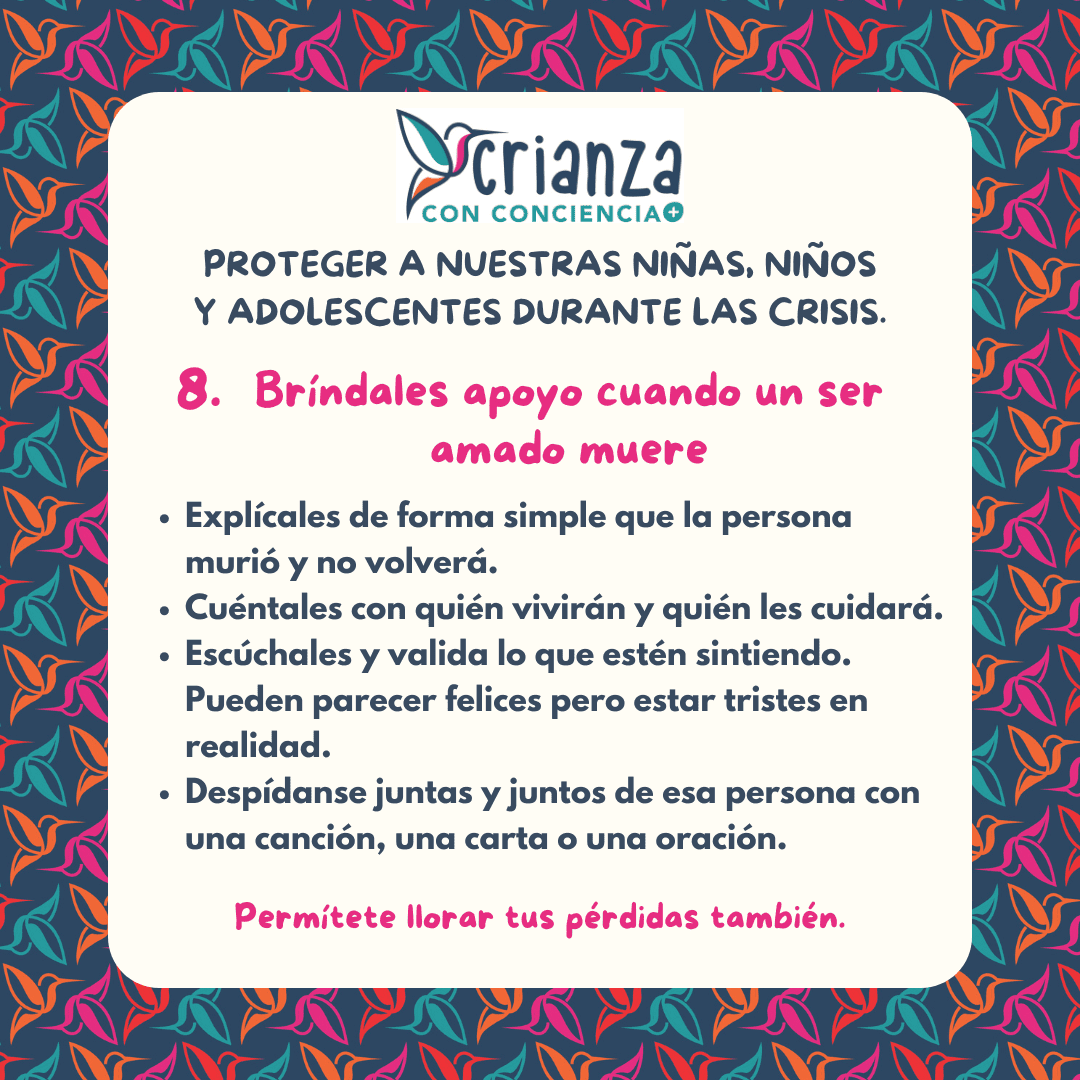 crianza
CON CONCIENCIA+
PROTEGER A NUESTRAS NIÑAS, NIÑOS
Y ADOLESCENTES DURANTE LAS CRISIS.
8. Bríndales apoyo cuando un ser
amado muere
• Explícales de forma simple que la persona
murió y no volverá.
• Cuéntales con quién vivirán y quién les cuidará.
• Escúchales y valida lo que estén sintiendo.
Pueden parecer felices pero estar tristes en
realidad.
• Despídanse juntas y juntos de esa persona con
una canción, una carta o una oración.
Permítete llorar tus pérdidas también.